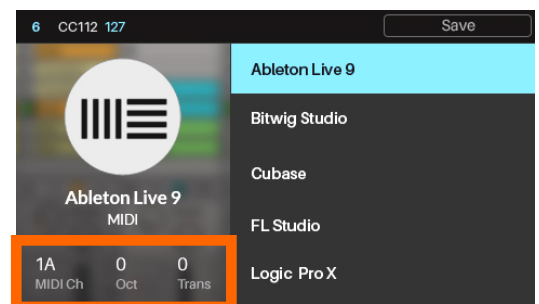 6 CC112 127 Save
Ableton Live 9
Bitwig Studio
Cubase
FL Studio
Logic Pro X
Ableton Live 9
MIDI
1A 0 0
MIDI Ch Oct Trans